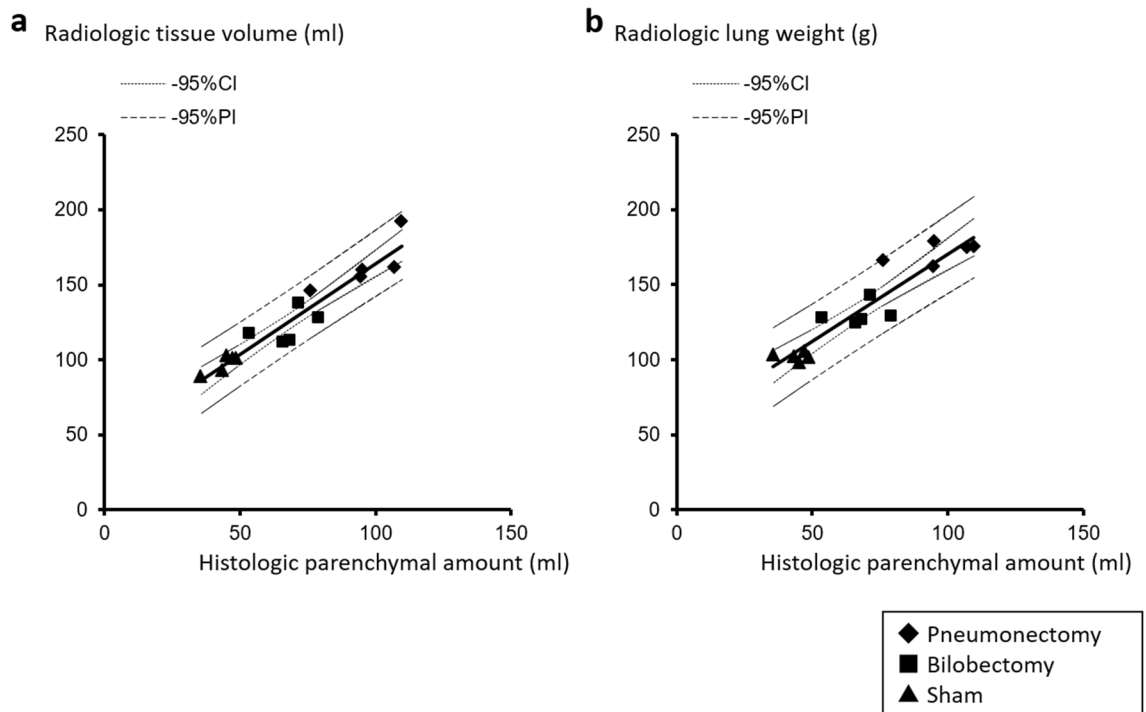 a Radiologic tissue volume (ml)
-95%CI
-95%PI
250
200
150
100
50
0
0 50 100 150
Histologic parenchymal amount (ml)
b Radiologic lung weight (g)
-95%CI
-95%PI
250
200
150
100
50
0
0 50 100 150
Histologic parenchymal amount (ml)
Pneumonectomy
Bilobectomy
Sham